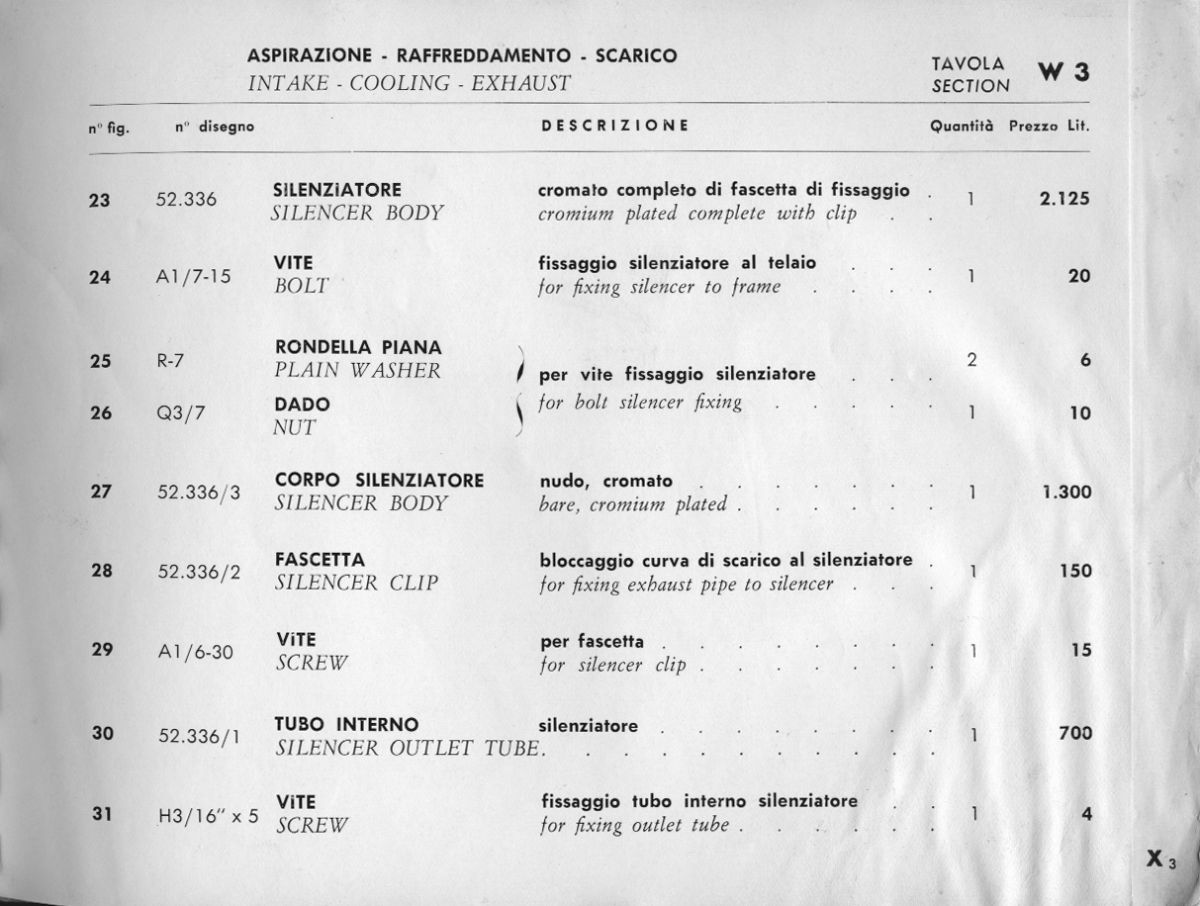 ASPIRAZIONE - RAFFREDDAMENTO - SCARICO
INTAKE - COOLING - EXHAUST
TAVOLA
SECTION
W 3
n° fig. n° disegno DESCRIZIONE Quantità Prezzo Lit.
23 52.336 SILENZIATORE cromato completo di fascetta di fissaggio . 1 2.125
SILENCER BODY cromium plated complete with clip . .
24 A1/7-15 VITE fissaggio silenziatore al telaio . . . 1 20
BOLT for fixing silencer to frame . . . .
25 R-7 RONDELLA PIANA 2 6
PLAIN WASHER
per vite fissaggio silenziatore . . .
26 Q3/7 DADO for bolt silencer fixing . . . . . 1 10
NUT
27 52.336/3 CORPO SILENZIATORE nudo, cromato . . . . . . . 1 1.300
SILENCER BODY bare, cromium plated . . . . . .
28 52.336/2 FASCETTA bloccaggio curva di scarico al silenziatore . 1 150
SILENCER CLIP for fixing exhaust pipe to silencer . . .
29 A1/6-30 ViTE per fascetta . . . . . . . . 1 15
SCREW for silencer clip . . . . . . .
30 52.336/1 TUBO INTERNO silenziatore . . . . . . . . 1 700
SILENCER OUTLET TUBE. . . . . . . . . . .
31 H3/16" x 5 ViTE fissaggio tubo interno silenziatore . . 1 4
SCREW for fixing outlet tube . . . . . .
X 3